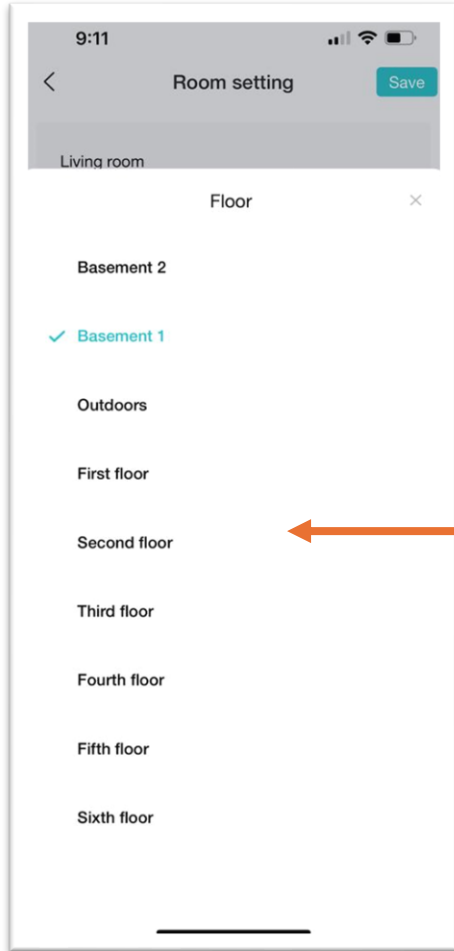 9:11
Room setting
Save
Living room
Floor
Basement 2
Basement 1
Outdoors
First floor
Second floor
Third floor
Fourth floor
Fifth floor
Sixth floor